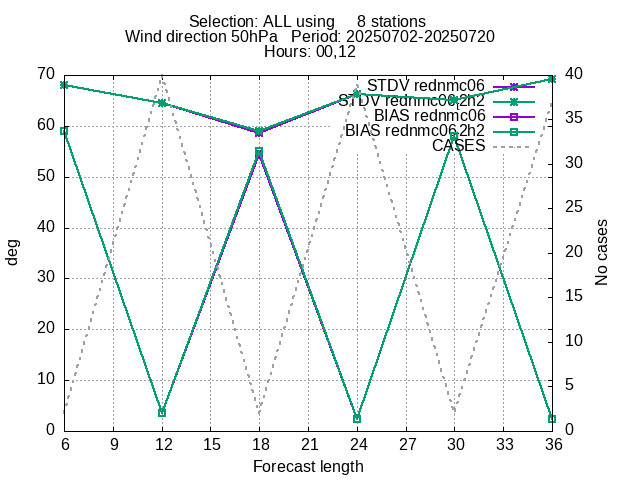 Selection: ALL using     8 stations
Wind direction 50hPa   Period: 20250702-20250720
Hours: 00,12
STDV rednmc06
STDV rednmc06_2h2
BIAS rednmc06
BIAS rednmc06_2h2
CASES
deg
70
60
50
40
30
20
10
0
40
35
30
25
20
15
10
5
0
No cases
6 9 12 15 18 21 24 27 30 33 36
Forecast length